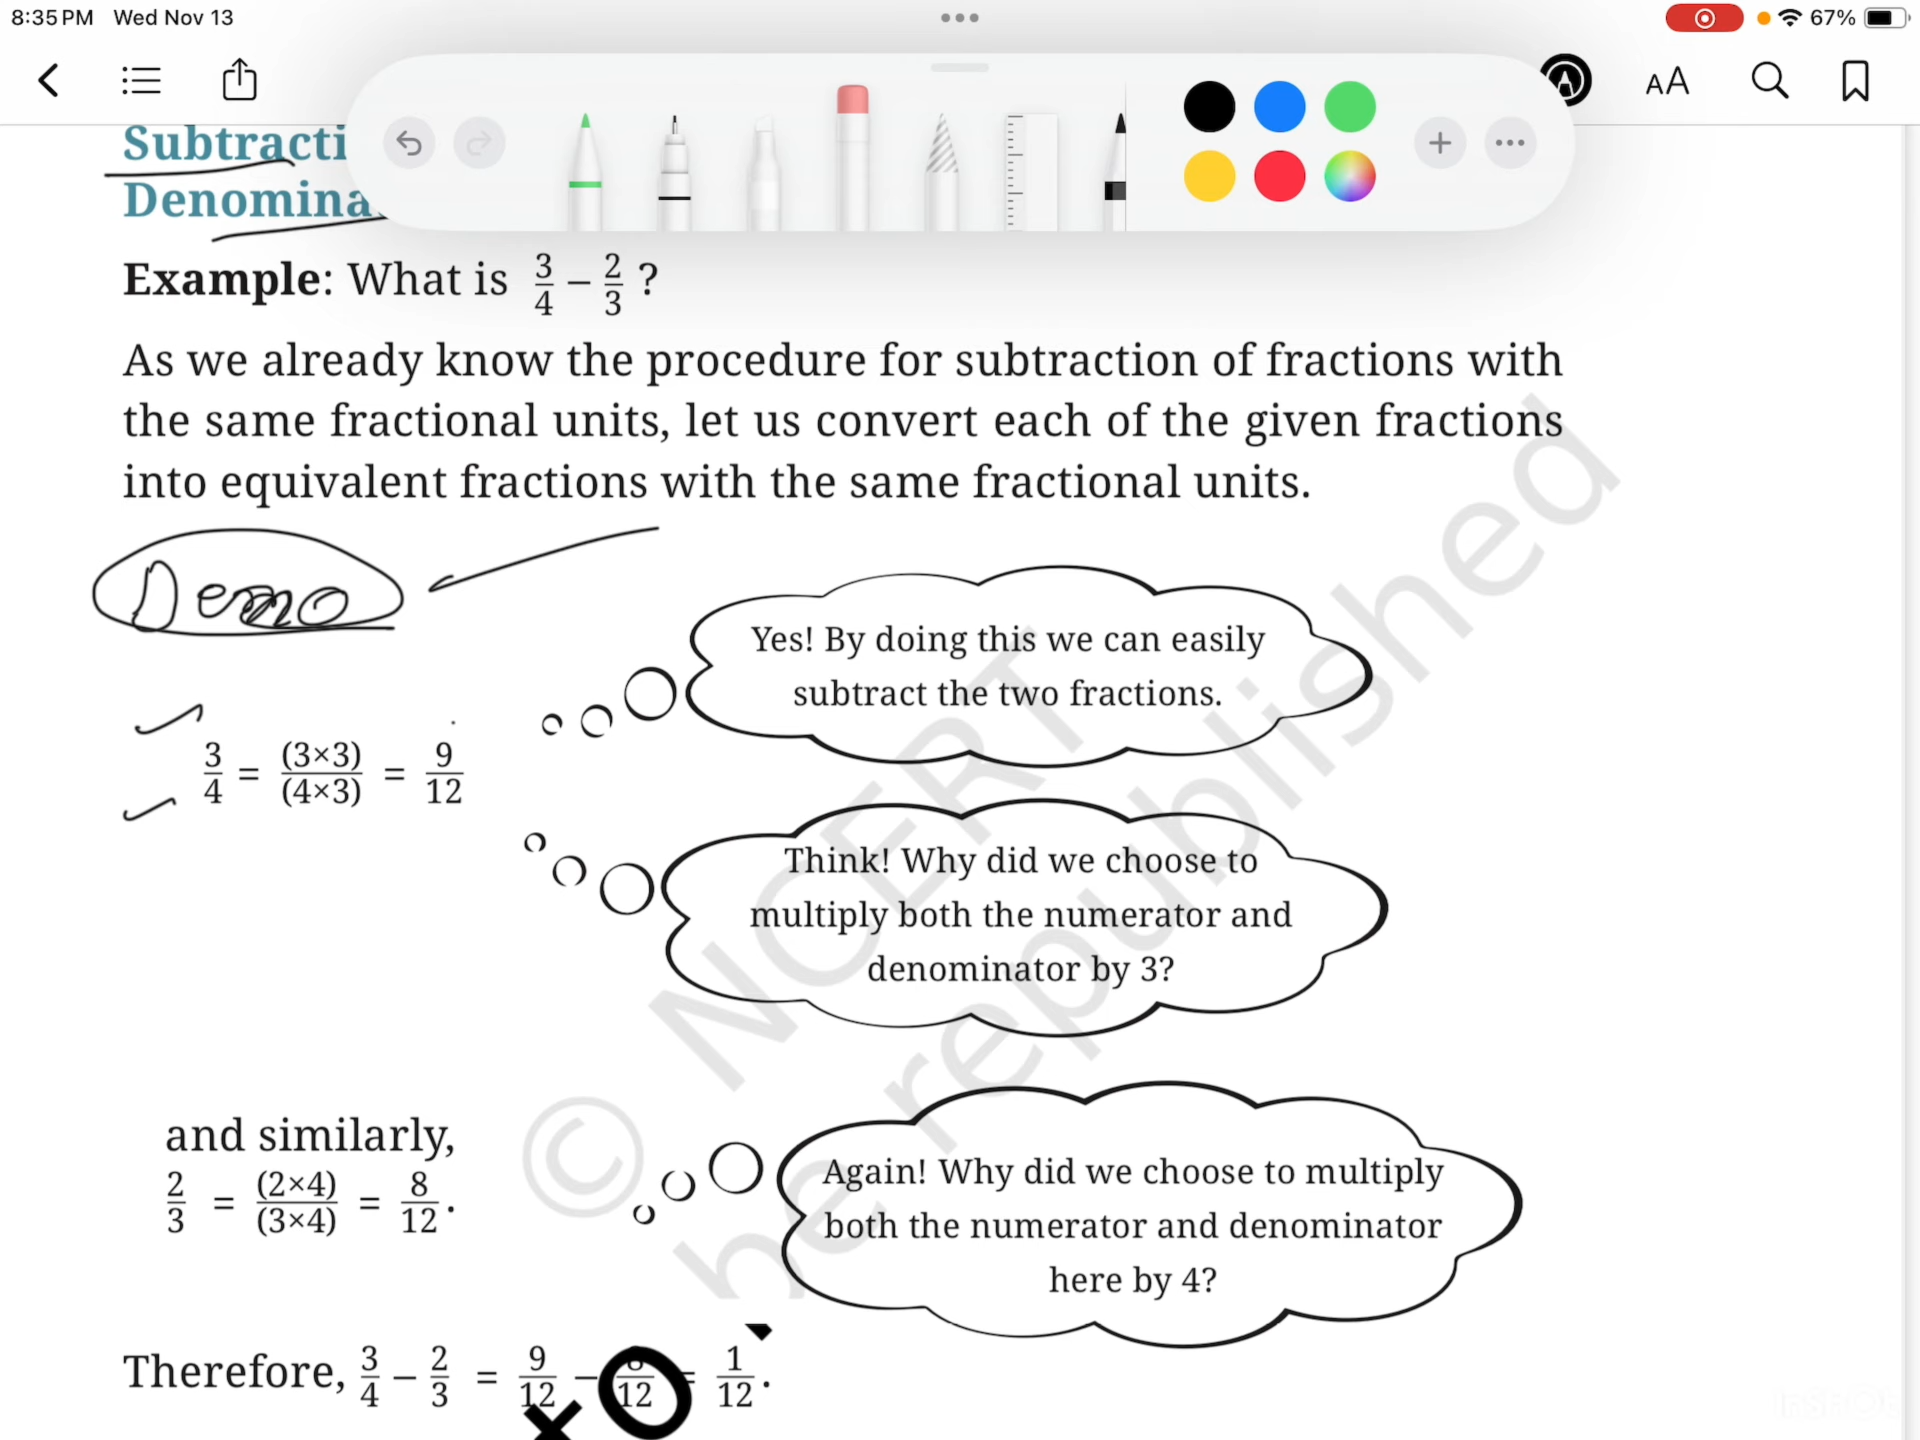 8:35 PM Wed Nov 13
67%
AA
Subtracti
Denomina
Example: What is 3/4 – 2/3 ?
As we already know the procedure for subtraction of fractions with
the same fractional units, let us convert each of the given fractions
into equivalent fractions with the same fractional units.
Demo
Yes! By doing this we can easily
subtract the two fractions.
3/4 = (3×3)/(4×3) = 9/12
Think! Why did we choose to
multiply both the numerator and
denominator by 3?
and similarly,
2/3 = (2×4)/(3×4) = 8/12.
Again! Why did we choose to multiply
both the numerator and denominator
here by 4?
Therefore, 3/4 – 2/3 = 9/12 – 8/12 = 1/12.
© NCERT
be republished